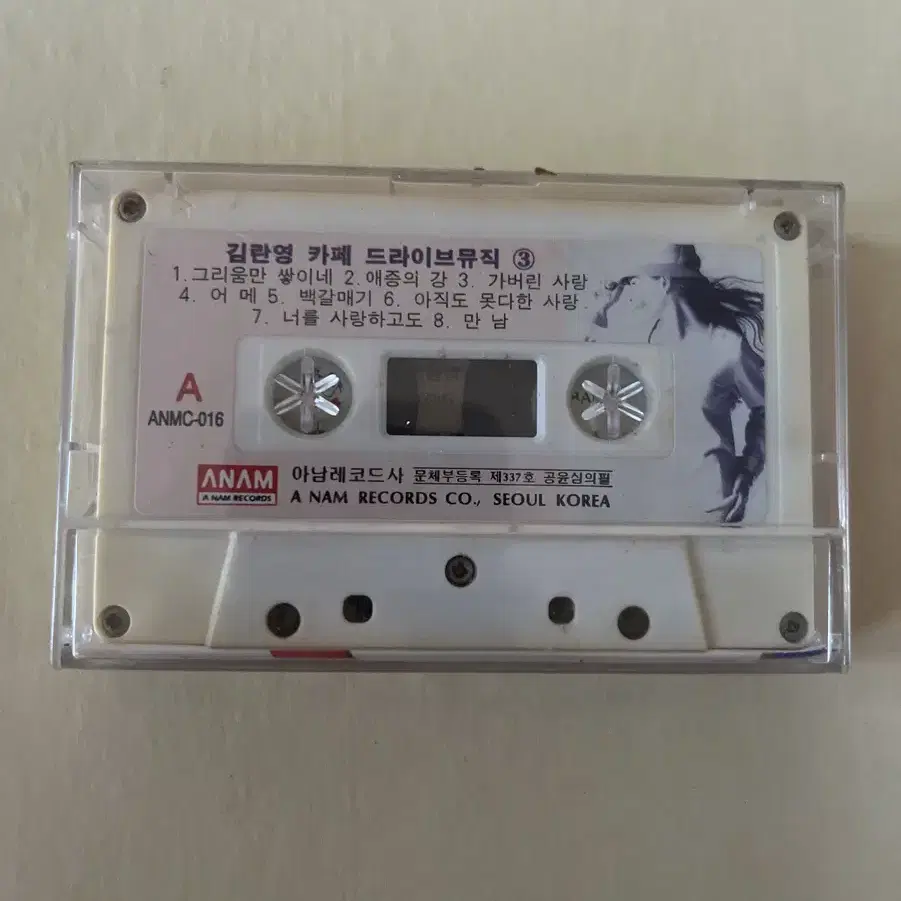 김란영 카페 드라이브뮤직 ③
1.그리움만 쌓이네 2.애증의 강 3. 가버린 사랑
4. 어 메 5. 백갈매기 6. 아직도 못다한 사랑.
7. 너를 사랑하고도 8. 만 남
A
ANMC-016
ANAM
A NAM RECORDS
아남레코드사 문체부등록 제337호 공윤심의필
A NAM RECORDS CO., SEOUL KOREA